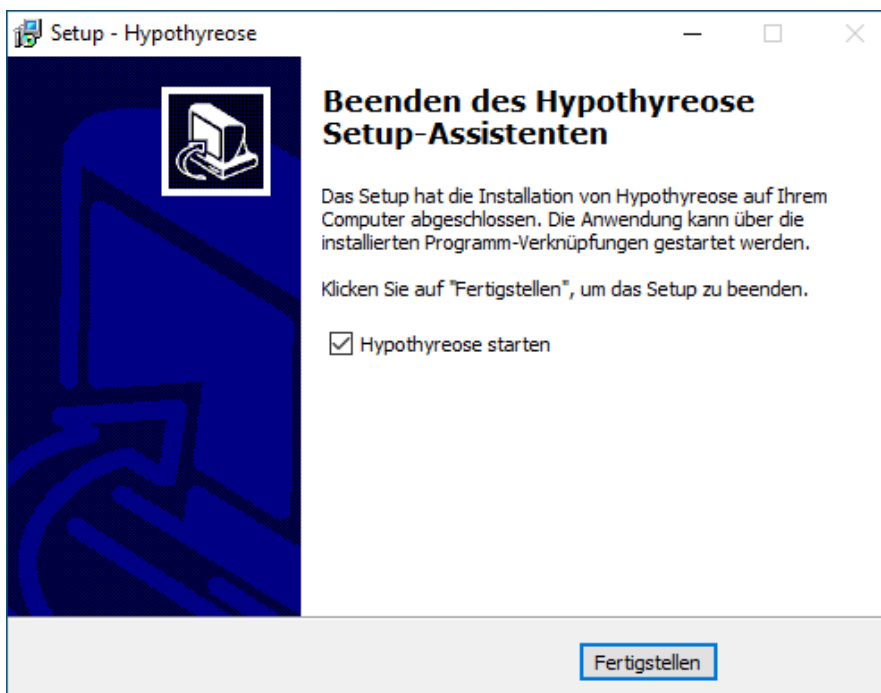 Setup - Hypothyreose
Beenden des Hypothyreose
Setup-Assistenten
Das Setup hat die Installation von Hypothyreose auf Ihrem
Computer abgeschlossen. Die Anwendung kann über die
installierten Programm-Verknüpfungen gestartet werden.
Klicken Sie auf "Fertigstellen", um das Setup zu beenden.
Hypothyreose starten
Fertigstellen